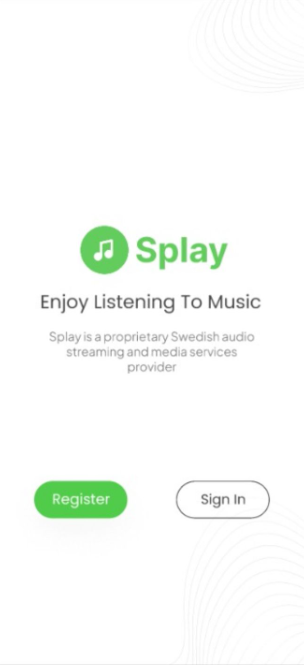 Splay
Enjoy Listening To Music
Splay is a proprietary Swedish audio
streaming and media services
provider
Register
Sign In